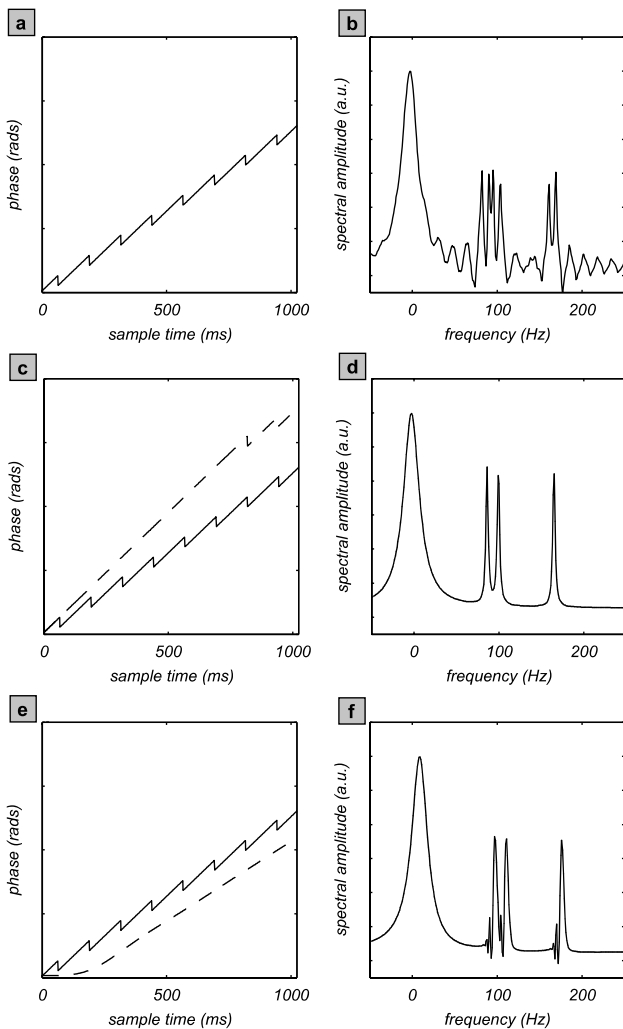 a
phase (rads)
0 500 1000
sample time (ms)
b
spectral amplitude (a.u.)
0 100 200
frequency (Hz)
c
phase (rads)
0 500 1000
sample time (ms)
d
spectral amplitude (a.u.)
0 100 200
frequency (Hz)
e
phase (rads)
0 500 1000
sample time (ms)
f
spectral amplitude (a.u.)
0 100 200
frequency (Hz)